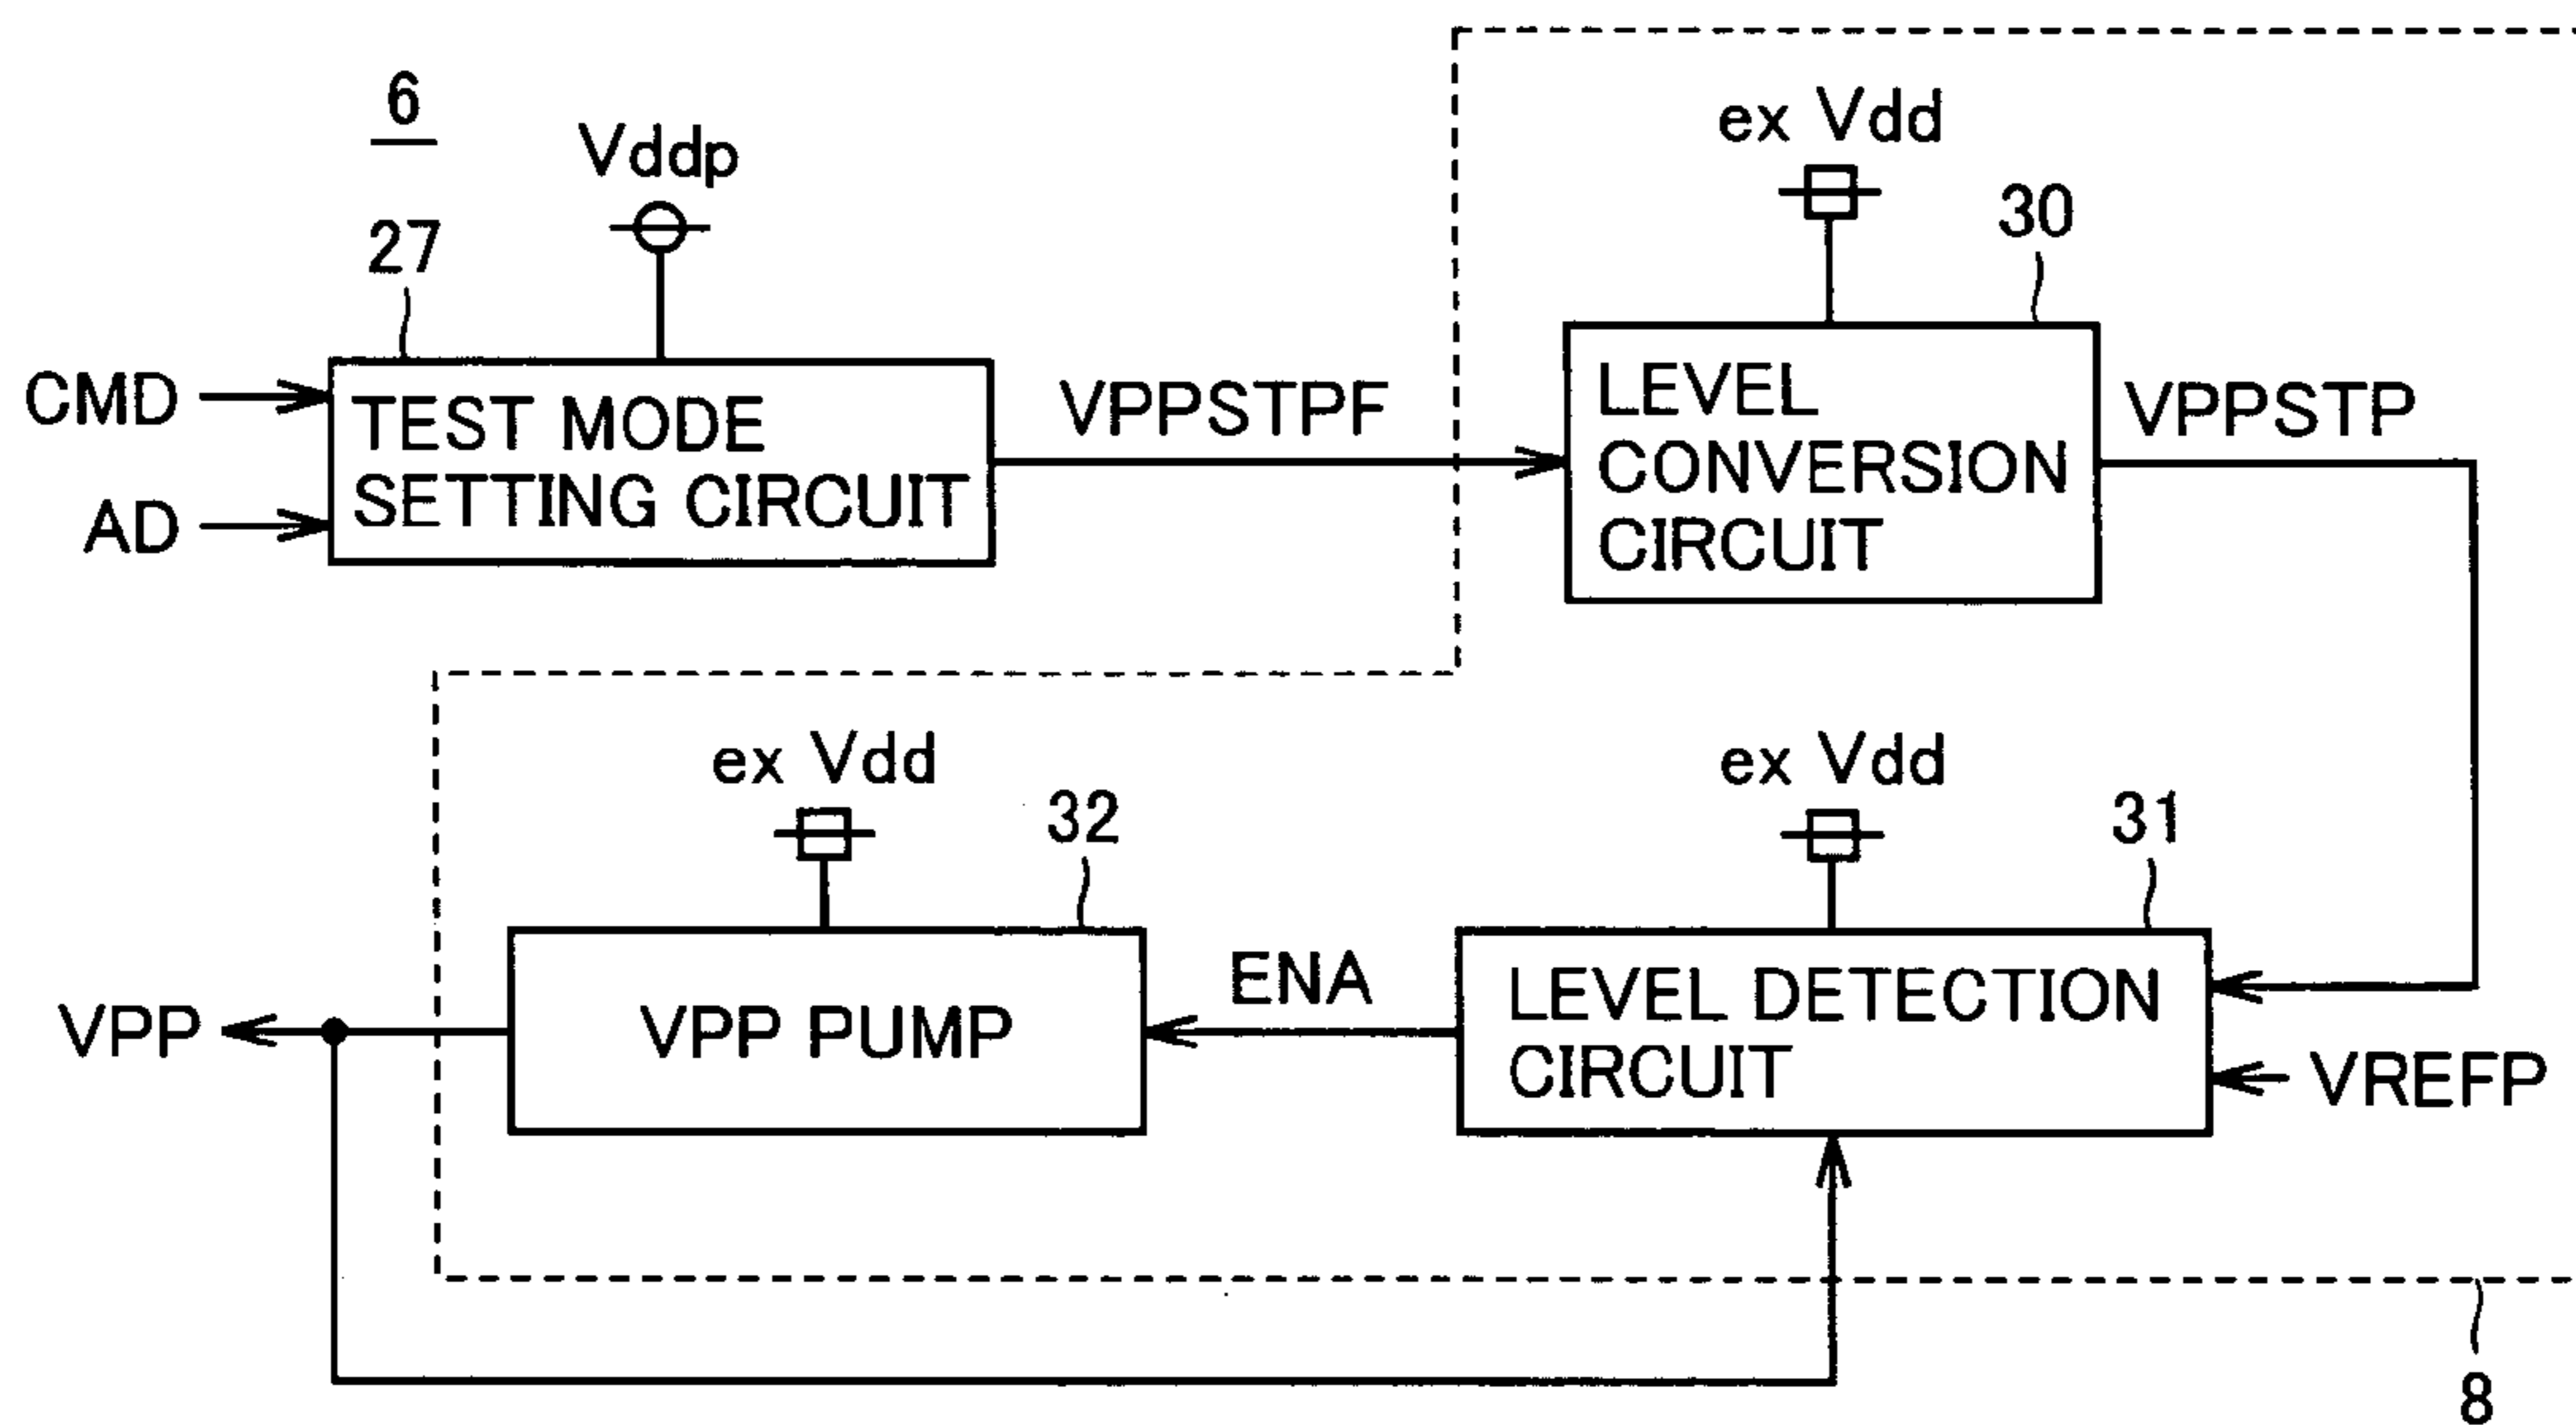 6
Vddp
ex Vdd
27
30
CMD
AD
TEST MODE
SETTING CIRCUIT
VPPSTPF
LEVEL
CONVERSION
CIRCUIT
VPPSTP
ex Vdd
32
ex Vdd
31
VPP
VPP PUMP
ENA
LEVEL DETECTION
CIRCUIT
VREFP
8